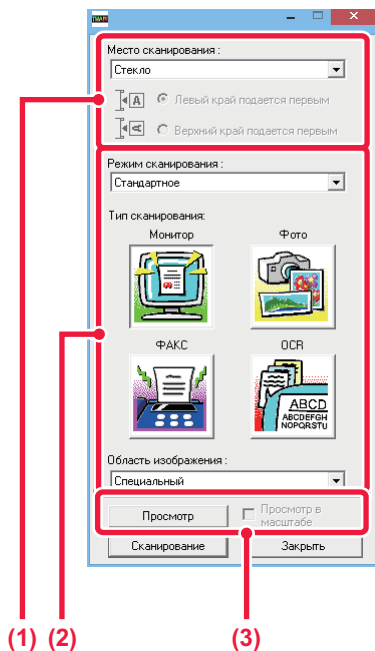 Место сканирования :
Стекло
A
Левый край подается первым
A
Верхний край подается первым
Режим сканирования :
Стандартное
Тип сканирования:
Монитор
Фото
ФАКС
OCR
ABCD
ABCDEFGH
NOPQRSTU
Область изображения :
Специальный
Просмотр
Просмотр в
масштабе
Сканирование
Закрыть
(1) (2) (3)